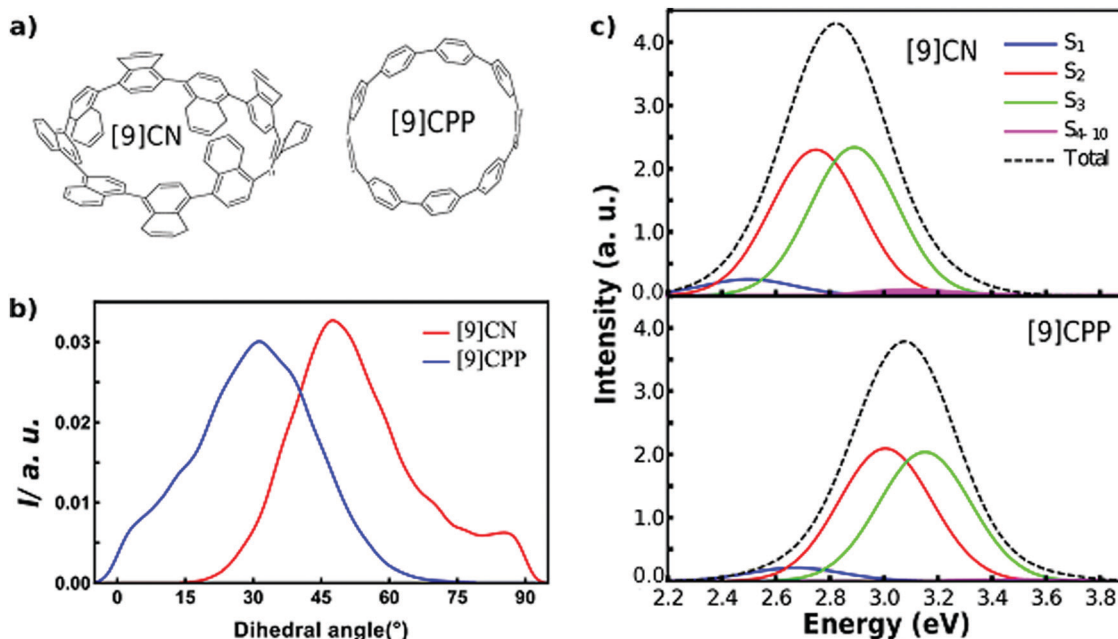 a)
[9]CN
[9]CPP
b)
[9]CN
[9]CPP
I/ a. u.
0.03
0.02
0.01
0.00
0 15 30 45 60 75 90
Dihedral angle(°)
c)
[9]CN
S1
S2
S3
S4-10
Total
4.0
3.0
2.0
1.0
0.0
Intensity (a. u.)
[9]CPP
4.0
3.0
2.0
1.0
0.0
2.2 2.4 2.6 2.8 3.0 3.2 3.4 3.6 3.8
Energy (eV)